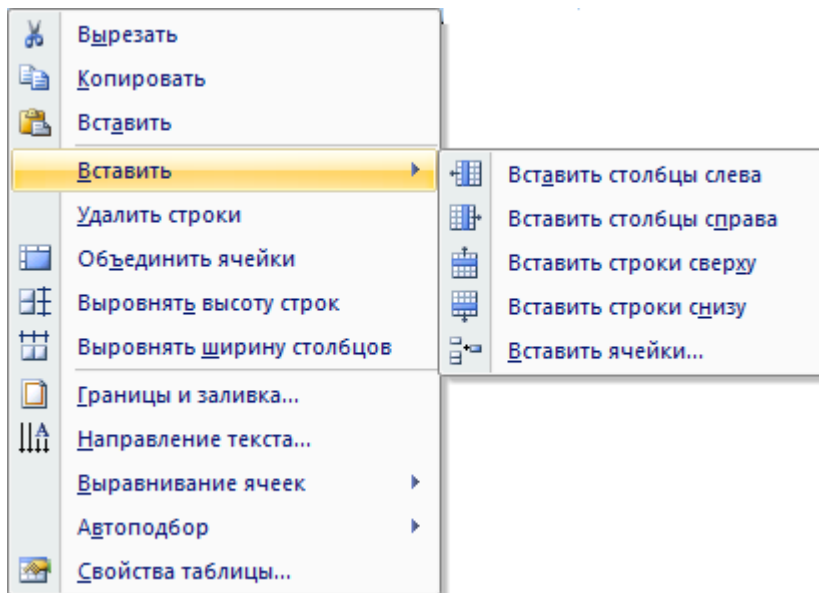 Вырезать
Копировать
Вставить
Вставить
Удалить строки
Объединить ячейки
Выровнять высоту строк
Выровнять ширину столбцов
Границы и заливка...
Направление текста...
Выравнивание ячеек
Автоподбор
Свойства таблицы...
Вставить столбцы слева
Вставить столбцы справа
Вставить строки сверху
Вставить строки снизу
Вставить ячейки...